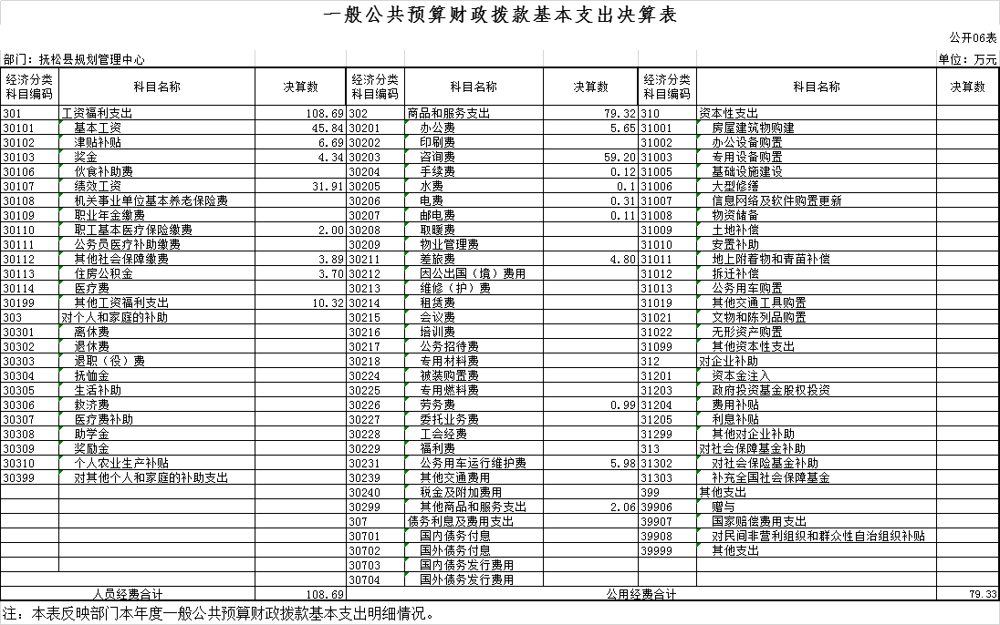 一般公共预算财政拨款基本支出决算表
公开06表
部门：抚松县规划管理中心 单位：万元
经济分类科目编码 科目名称 决算数 经济分类科目编码 科目名称 决算数 经济分类科目编码 科目名称 决算数
301 工资福利支出 108.69 302 商品和服务支出 79.32 310 资本性支出
30101 基本工资 45.84 30201 办公费 5.65 31001 房屋建筑物购建
30102 津贴补贴 6.69 30202 印刷费 31002 办公设备购置
30103 奖金 4.34 30203 咨询费 59.20 31003 专用设备购置
30106 伙食补助费 30204 手续费 0.12 31005 基础设施建设
30107 绩效工资 31.91 30205 水费 0.1 31006 大型修缮
30108 机关事业单位基本养老保险费 30206 电费 0.31 31007 信息网络及软件购置更新
30109 职业年金缴费 30207 邮电费 0.11 31008 物资储备
30110 职工基本医疗保险缴费 2.00 30208 取暖费 31009 土地补偿
30111 公务员医疗补助缴费 30209 物业管理费 31010 安置补助
30112 其他社会保障缴费 3.89 30211 差旅费 4.80 31011 地上附着物和青苗补偿
30113 住房公积金 3.70 30212 因公出国（境）费用 31012 拆迁补偿
30114 医疗费 30213 维修（护）费 31013 公务用车购置
30199 其他工资福利支出 10.32 30214 租赁费 31019 其他交通工具购置
303 对个人和家庭的补助 30215 会议费 31021 文物和陈列品购置
30301 离休费 30216 培训费 31022 无形资产购置
30302 退休费 30217 公务招待费 31099 其他资本性支出
30303 退职（役）费 30218 专用材料费 312 对企业补助
30304 抚恤金 30224 被装购置费 31201 资本金注入
30305 生活补助 30225 专用燃料费 31203 政府投资基金股权投资
30306 救济费 30226 劳务费 0.99 31204 费用补贴
30307 医疗费补助 30227 委托业务费 31205 利息补贴
30308 助学金 30228 工会经费 31299 其他对企业补助
30309 奖励金 30229 福利费 313 对社会保障基金补助
30310 个人农业生产补贴 30231 公务用车运行维护费 5.98 31302 对社会保险基金补助
30399 对其他个人和家庭的补助支出 30239 其他交通费用 31303 补充全国社会保障基金
30240 税金及附加费用 399 其他支出
30299 其他商品和服务支出 2.06 39906 赠与
307 债务利息及费用支出 39907 国家赔偿费用支出
30701 国内债务付息 39908 对民间非营利组织和群众性自治组织补贴
30702 国外债务付息 39999 其他支出
30703 国内债务发行费用
30704 国外债务发行费用
人员经费合计 108.69 公用经费合计 79.33
注：本表反映部门本年度一般公共预算财政拨款基本支出明细情况。